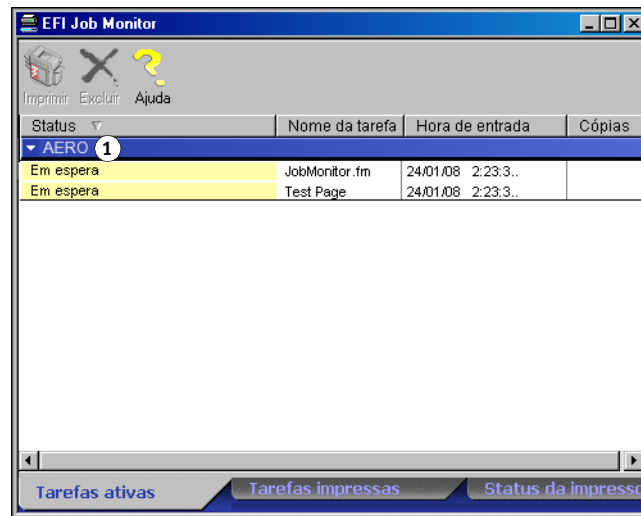 EFI Job Monitor
Imprimir Excluir Ajuda
Status Nome da tarefa Hora de entrada Cópias
AERO 1
Em espera JobMonitor.fm 24/01/08 2:23:3..
Em espera Test Page 24/01/08 2:23:3..
Tarefas ativas Tarefas impressas Status da impresso